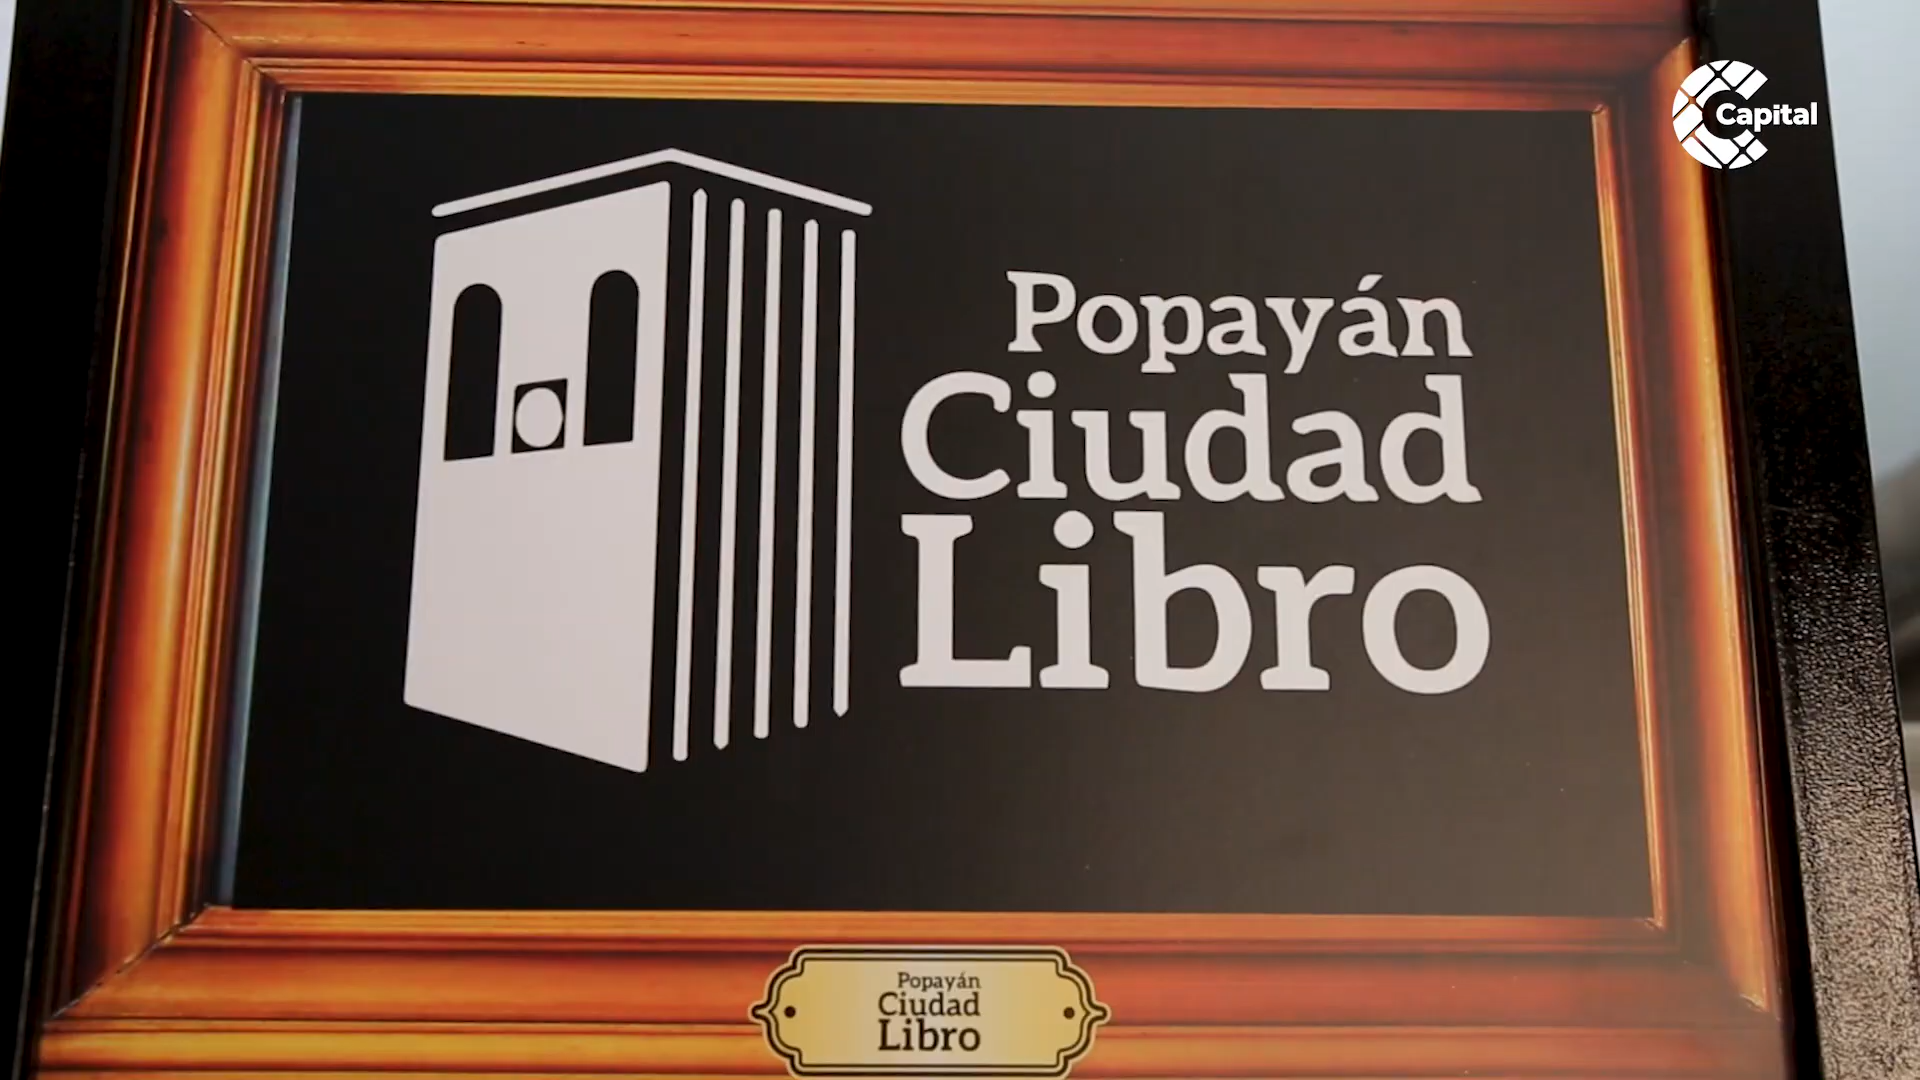 Capital
Popayán
Ciudad
Libro
Popayán
Ciudad
Libro